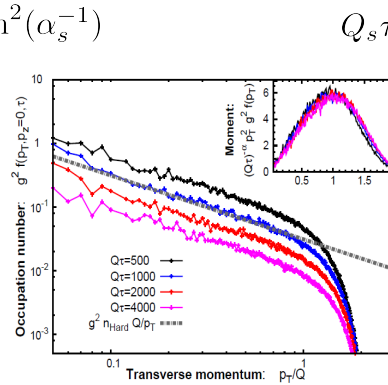 n²(αₛ⁻¹) Qₛτ
10
1
10⁻¹
10⁻²
10⁻³
0.1
1
Occupation number: g² f(p_T,p_z=0,τ)
Transverse momentum: p_T/Q
Qτ=500
Qτ=1000
Qτ=2000
Qτ=4000
g² n_Hard Q/p_T
Moment:
(Qτ)^-α p_T² g² f(p_T)
6
4
2
0
0.5
1
1.5